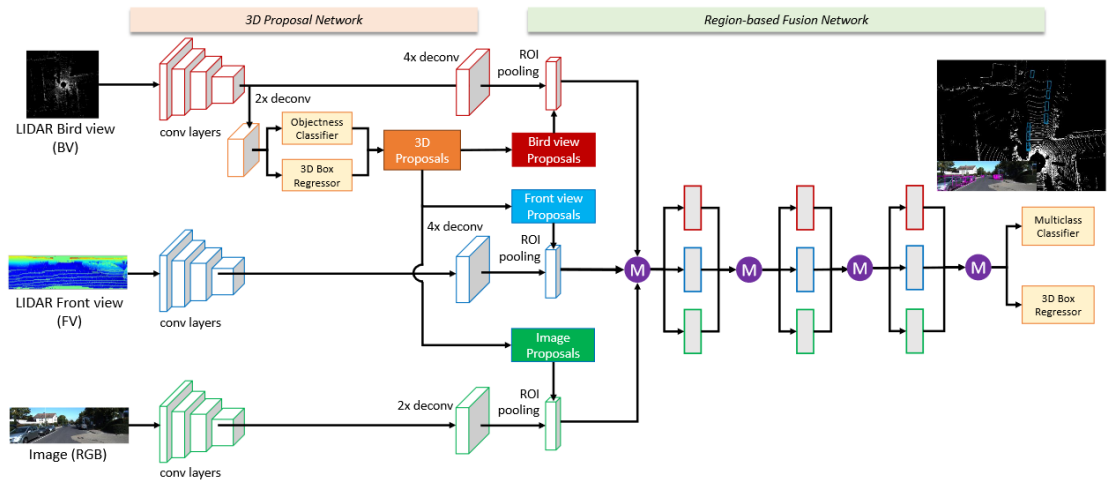 3D Proposal Network
Region-based Fusion Network
LIDAR Bird view
(BV)
conv layers
2x deconv
4x deconv
ROI
pooling
Objectness
Classifier
3D Box
Regressor
3D
Proposals
Bird view
Proposals
Front view
Proposals
LIDAR Front view
(FV)
conv layers
4x deconv
ROI
pooling
Image
Proposals
Image (RGB)
conv layers
2x deconv
ROI
pooling
M
M
M
M
Multiclass
Classifier
3D Box
Regressor